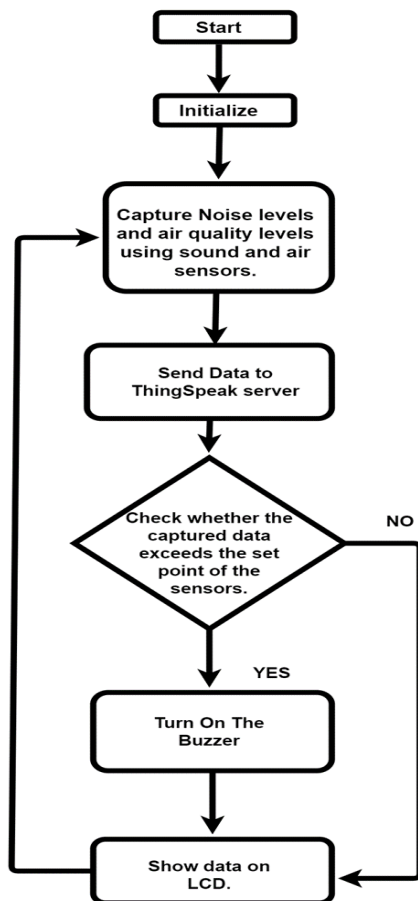 Start
Initialize
Capture Noise levels
and air quality levels
using sound and air
sensors.
Send Data to
ThingSpeak server
Check whether the
captured data
exceeds the set
point of the
sensors.
NO
YES
Turn On The
Buzzer
Show data on
LCD.